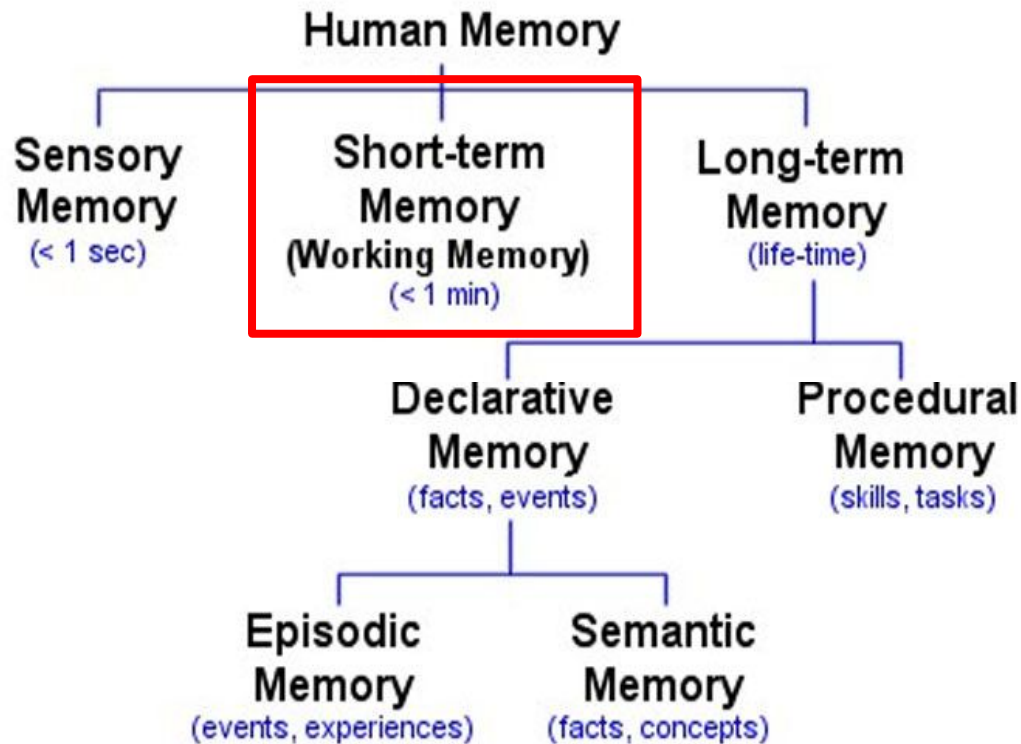 Human Memory
Sensory
Memory
(< 1 sec)
Short-term
Memory
(Working Memory)
(< 1 min)
Long-term
Memory
(life-time)
Declarative
Memory
(facts, events)
Procedural
Memory
(skills, tasks)
Episodic
Memory
(events, experiences)
Semantic
Memory
(facts, concepts)